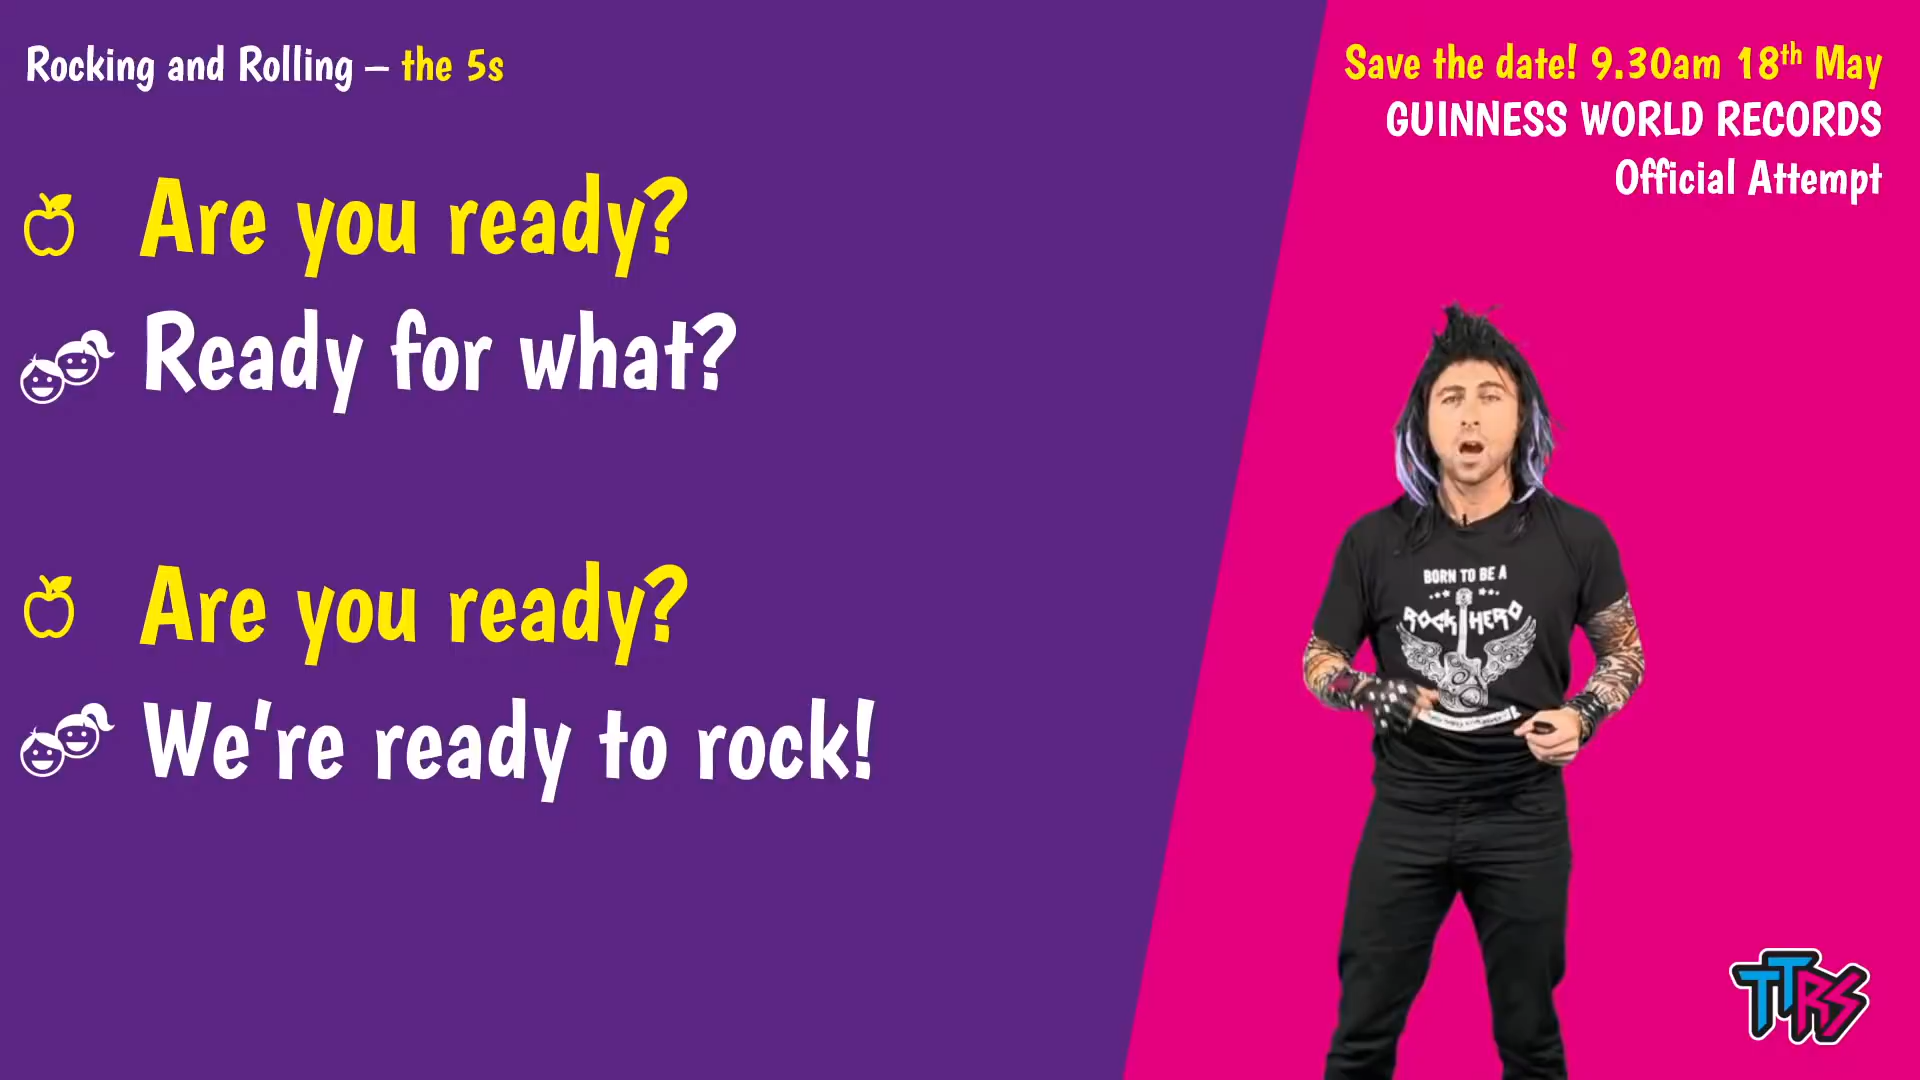 Rocking and Rolling – the 5s
Save the date! 9.30am 18th May
GUINNESS WORLD RECORDS
Official Attempt
Are you ready?
Ready for what?
Are you ready?
We're ready to rock!
BORN TO BE A
ROCK HERO
TTRS